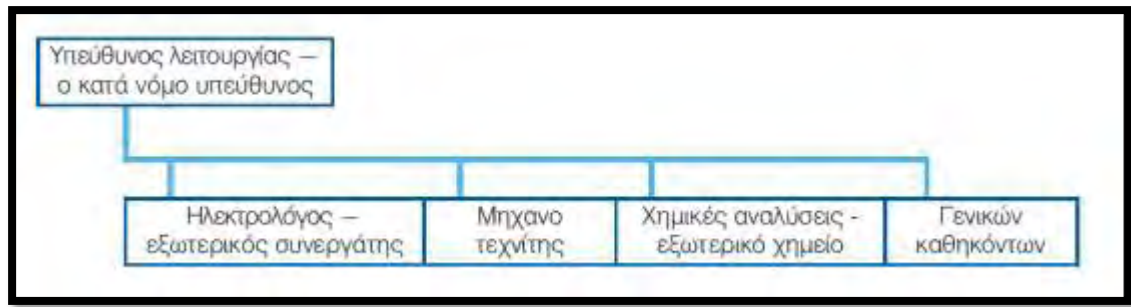 Υπεύθυνος λειτουργίας –
ο κατά νόμο υπεύθυνος
Ηλεκτρολόγος –
εξωτερικός συνεργάτης
Μηχανο
τεχνίτης
Χημικές αναλύσεις -
εξωτερικό χημείο
Γενικών
καθηκόντων